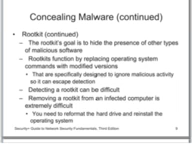 Concealing Malware (continued)
• Rootkit (continued)
– The rootkit's goal is to hide the presence of other types
of malicious software
– Rootkits function by replacing operating system
commands with modified versions
• That are specifically designed to ignore malicious activity
so it can escape detection
– Detecting a rootkit can be difficult
– Removing a rootkit from an infected computer is
extremely difficult
• You need to reformat the hard drive and reinstall the
operating system
Security+ Guide to Network Security Fundamentals, Third Edition